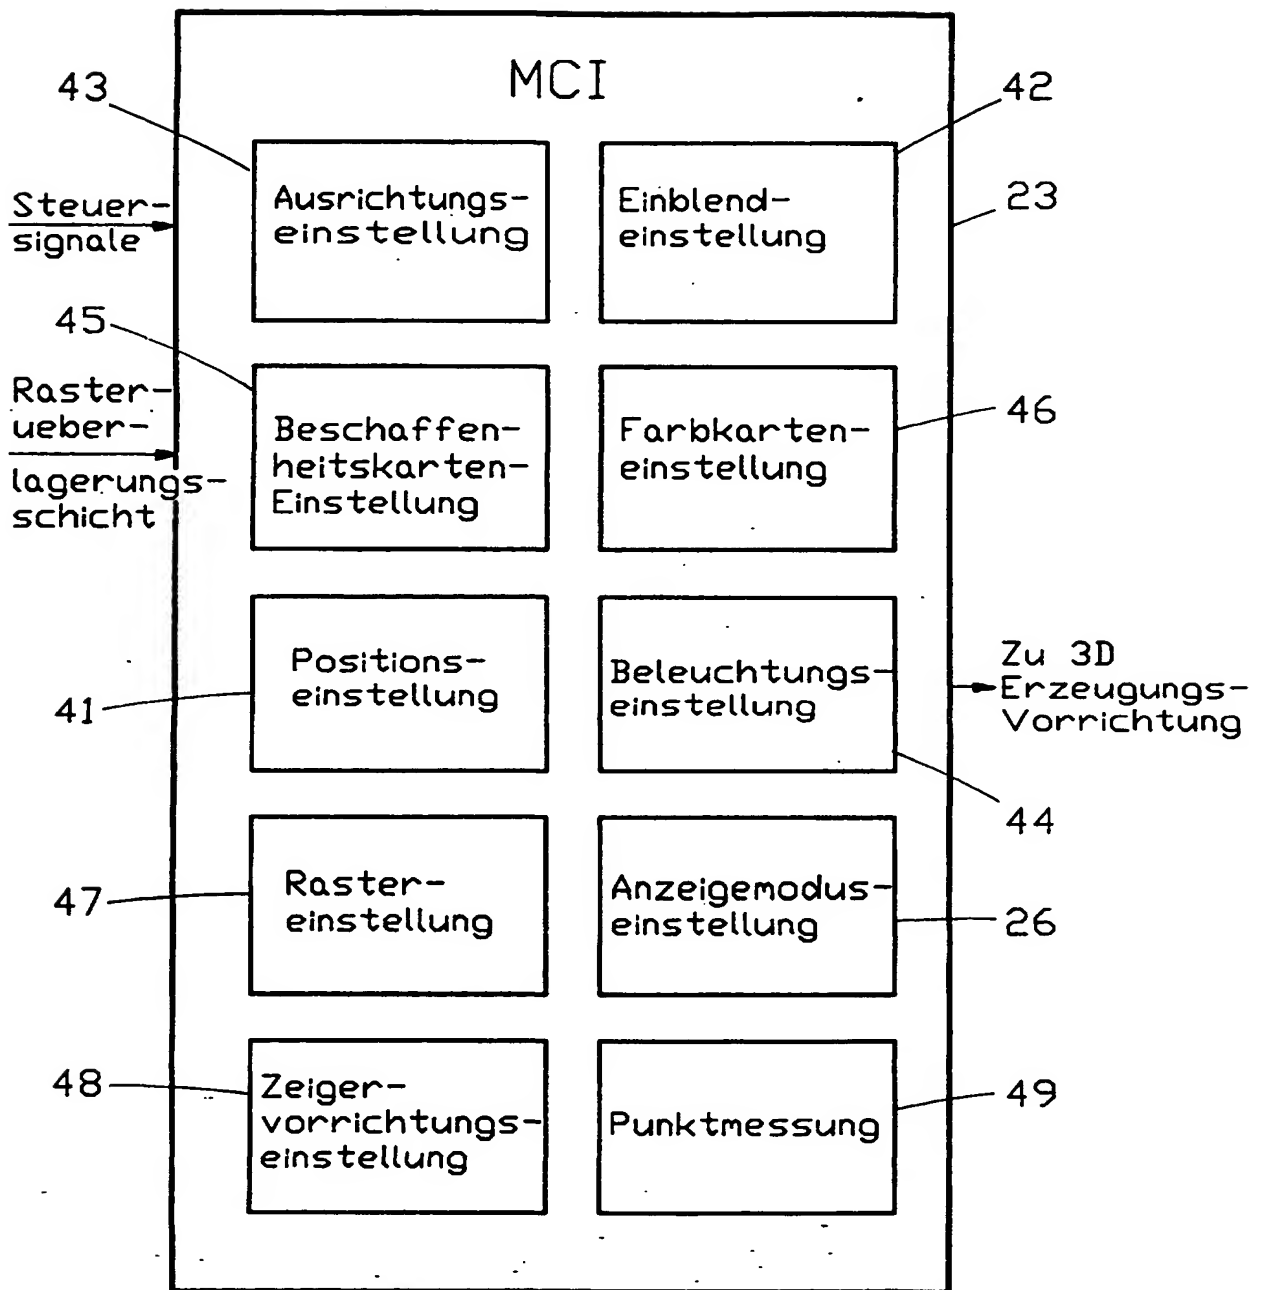 MCI
43
42
Steuer-
signale
Ausrichtungs-
einstellung
Einblend-
einstellung
23
45
Raster-
ueber-
lagerungs-
schicht
Beschaffen-
heitskarten-
Einstellung
Farbkarten-
einstellung
46
Positions-
einstellung
41
Beleuchtungs-
einstellung
Zu 3D
Erzeugungs-
Vorrichtung
44
47
Raster-
einstellung
Anzeigemodus-
einstellung
26
48
Zeiger-
vorrichtungs-
einstellung
Punktmessung
49